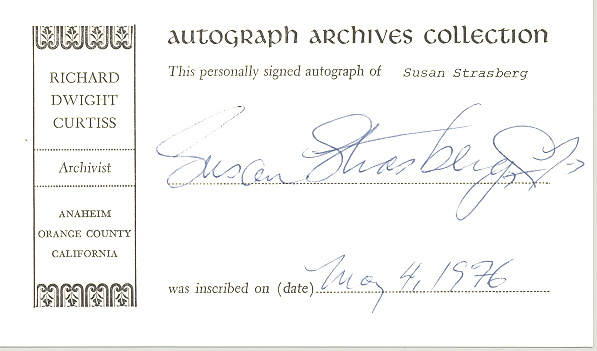 RICHARD
DWIGHT
CURTISS
Archivist
ANAHEIM
ORANGE COUNTY
CALIFORNIA
AUTOGRAPH ARCHIVES COLLECTION
This personally signed autograph of Susan Strasberg
Susan Strasberg
was inscribed on (date) May 4, 1976